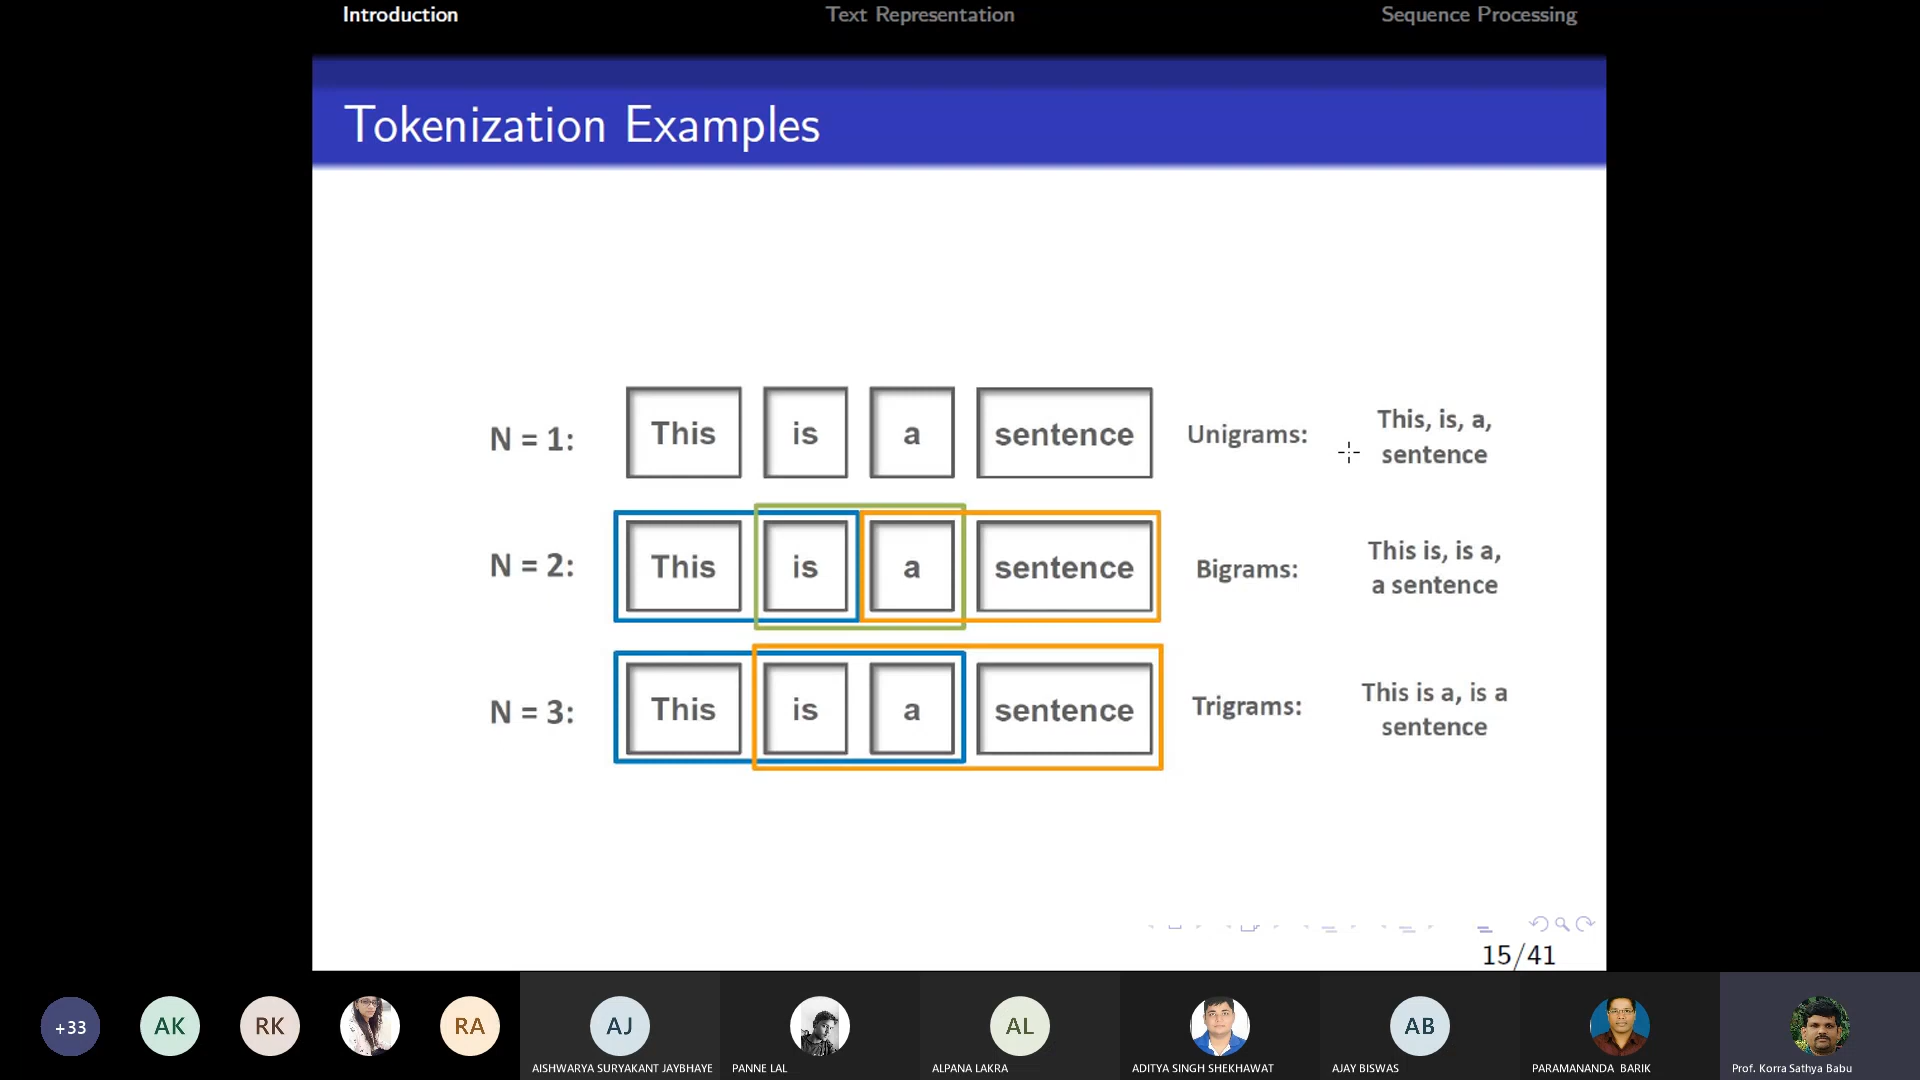 Introduction Text Representation Sequence Processing
Tokenization Examples
N = 1: This is a sentence Unigrams: This, is, a,
sentence
N = 2: This is a sentence Bigrams: This is, is a,
a sentence
N = 3: This is a sentence Trigrams: This is a, is a
sentence
15/41
+33 AK RK RA AJ AL AB
AISHWARYA SURYAKANT JAYBHAYE PANNE LAL ALPANA LAKRA ADITYA SINGH SHEKHAWAT AJAY BISWAS PARAMANANDA BARIK Prof. Korra Sathya Babu